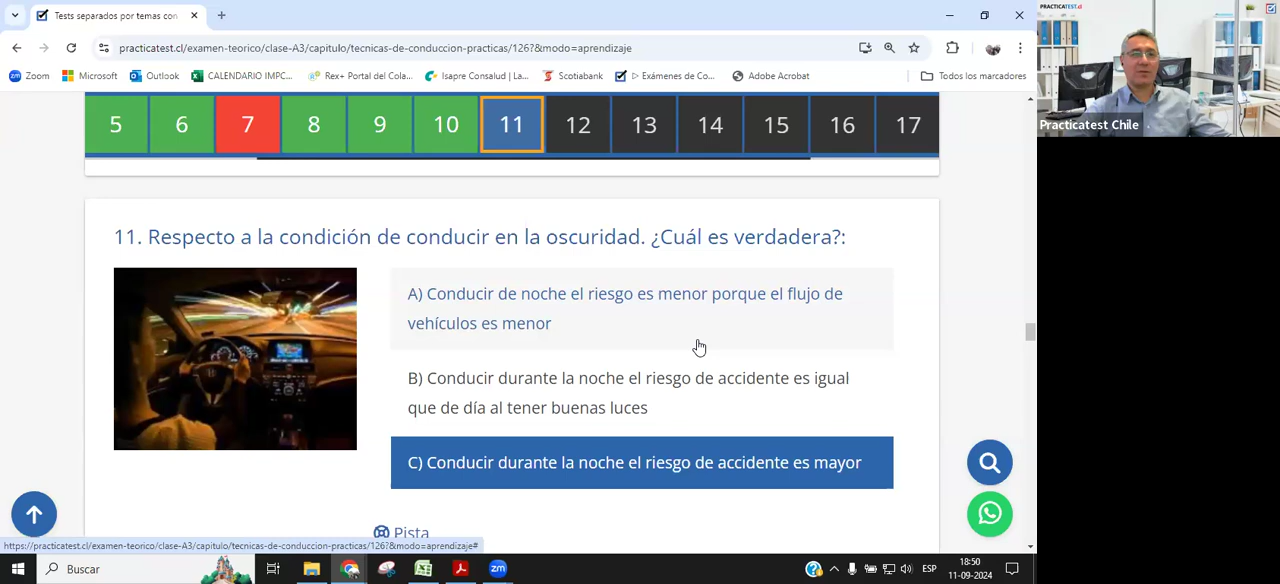 Tests separados por temas con
practicatest.cl/examen-teorico/clase-A3/capitulo/tecnicas-de-conduccion-practicas/126?&modo=aprendizaje
Zoom
Microsoft
Outlook
CALENDARIO IMPC...
Rex+ Portal del Cola...
Isapre Consalud | La...
Scotiabank
▷ Exámenes de Co...
Adobe Acrobat
Todos los marcadores
PRACTICATEST.cl
Practicatest Chile
5 6 7 8 9 10 11 12 13 14 15 16 17
11. Respecto a la condición de conducir en la oscuridad. ¿Cuál es verdadera?:
A) Conducir de noche el riesgo es menor porque el flujo de
vehículos es menor
B) Conducir durante la noche el riesgo de accidente es igual
que de día al tener buenas luces
C) Conducir durante la noche el riesgo de accidente es mayor
Pista
https://practicatest.cl/examen-teorico/clase-A3/capitulo/tecnicas-de-conduccion-practicas/126?&modo=aprendizaje#
Buscar
ESP
18:50
11-09-2024